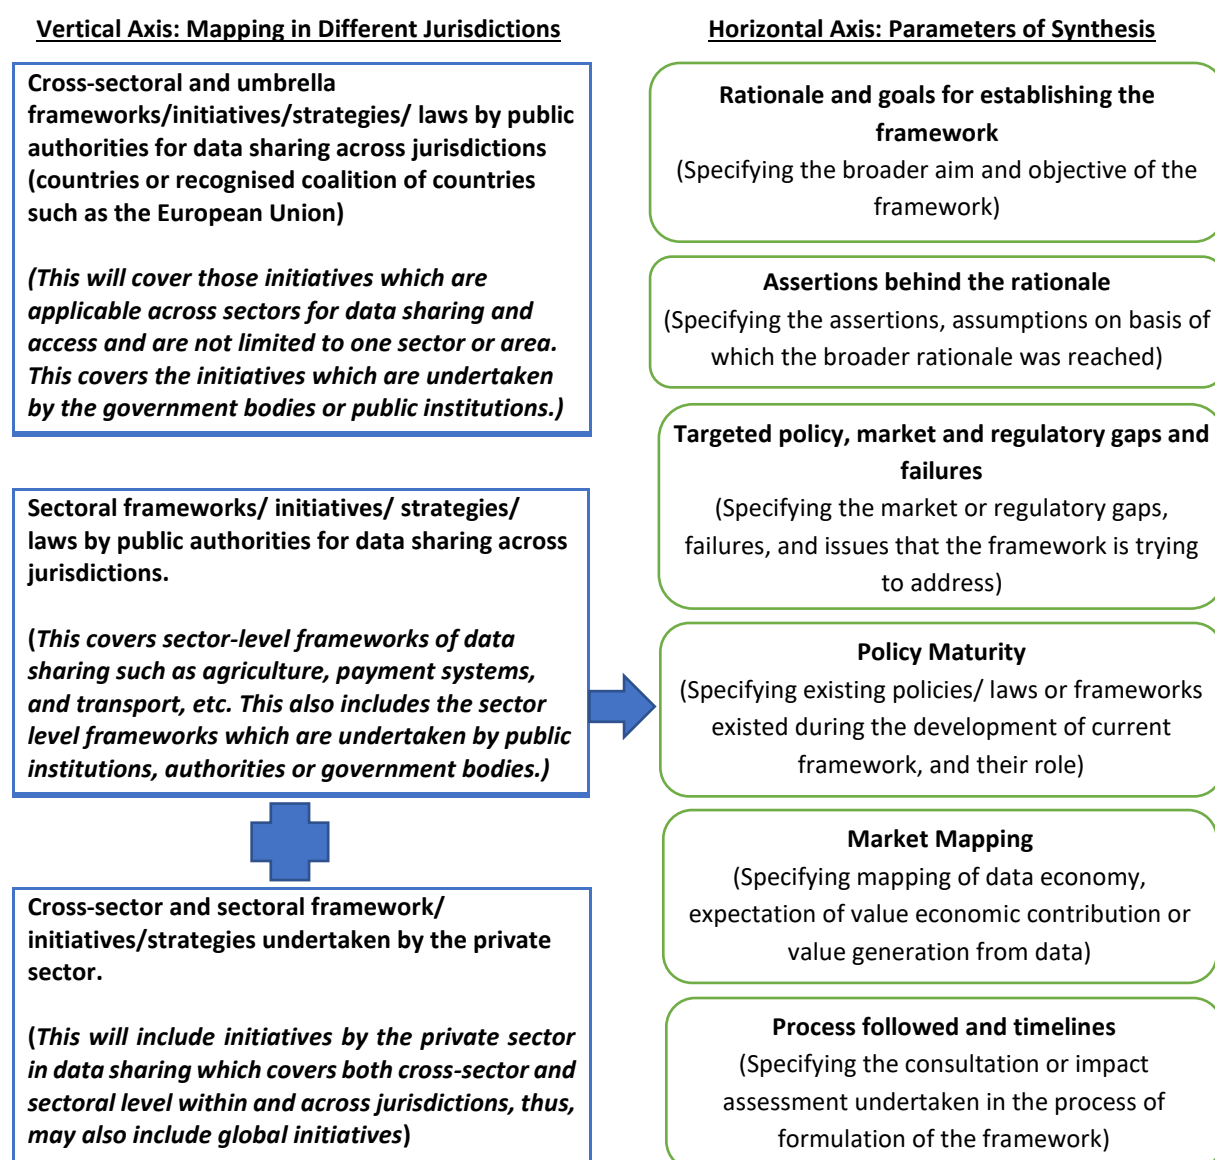 Vertical Axis: Mapping in Different Jurisdictions
Cross-sectoral and umbrella
frameworks/initiatives/strategies/ laws by public
authorities for data sharing across jurisdictions
(countries or recognised coalition of countries
such as the European Union)
(This will cover those initiatives which are
applicable across sectors for data sharing and
access and are not limited to one sector or area.
This covers the initiatives which are undertaken
by the government bodies or public institutions.)
Sectoral frameworks/ initiatives/ strategies/
laws by public authorities for data sharing across
jurisdictions.
(This covers sector-level frameworks of data
sharing such as agriculture, payment systems,
and transport, etc. This also includes the sector
level frameworks which are undertaken by public
institutions, authorities or government bodies.)
Cross-sector and sectoral framework/
initiatives/strategies undertaken by the private
sector.
(This will include initiatives by the private sector
in data sharing which covers both cross-sector and
sectoral level within and across jurisdictions, thus,
may also include global initiatives)
Horizontal Axis: Parameters of Synthesis
Rationale and goals for establishing the
framework
(Specifying the broader aim and objective of the
framework)
Assertions behind the rationale
(Specifying the assertions, assumptions on basis of
which the broader rationale was reached)
Targeted policy, market and regulatory gaps and
failures
(Specifying the market or regulatory gaps,
failures, and issues that the framework is trying
to address)
Policy Maturity
(Specifying existing policies/ laws or frameworks
existed during the development of current
framework, and their role)
Market Mapping
(Specifying mapping of data economy,
expectation of value economic contribution or
value generation from data)
Process followed and timelines
(Specifying the consultation or impact
assessment undertaken in the process of
formulation of the framework)